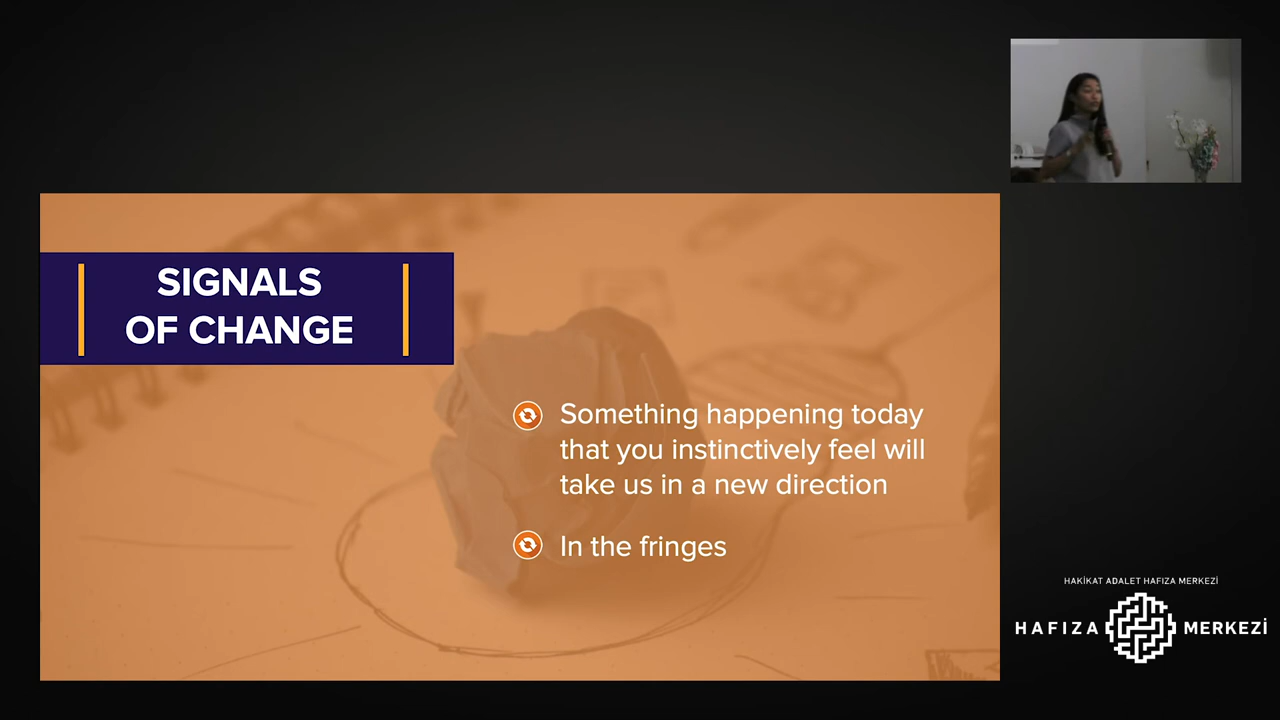 SIGNALS
OF CHANGE
Something happening today
that you instinctively feel will
take us in a new direction
In the fringes
HAKİKAT ADALET HAFIZA MERKEZİ
HAFIZA MERKEZİ